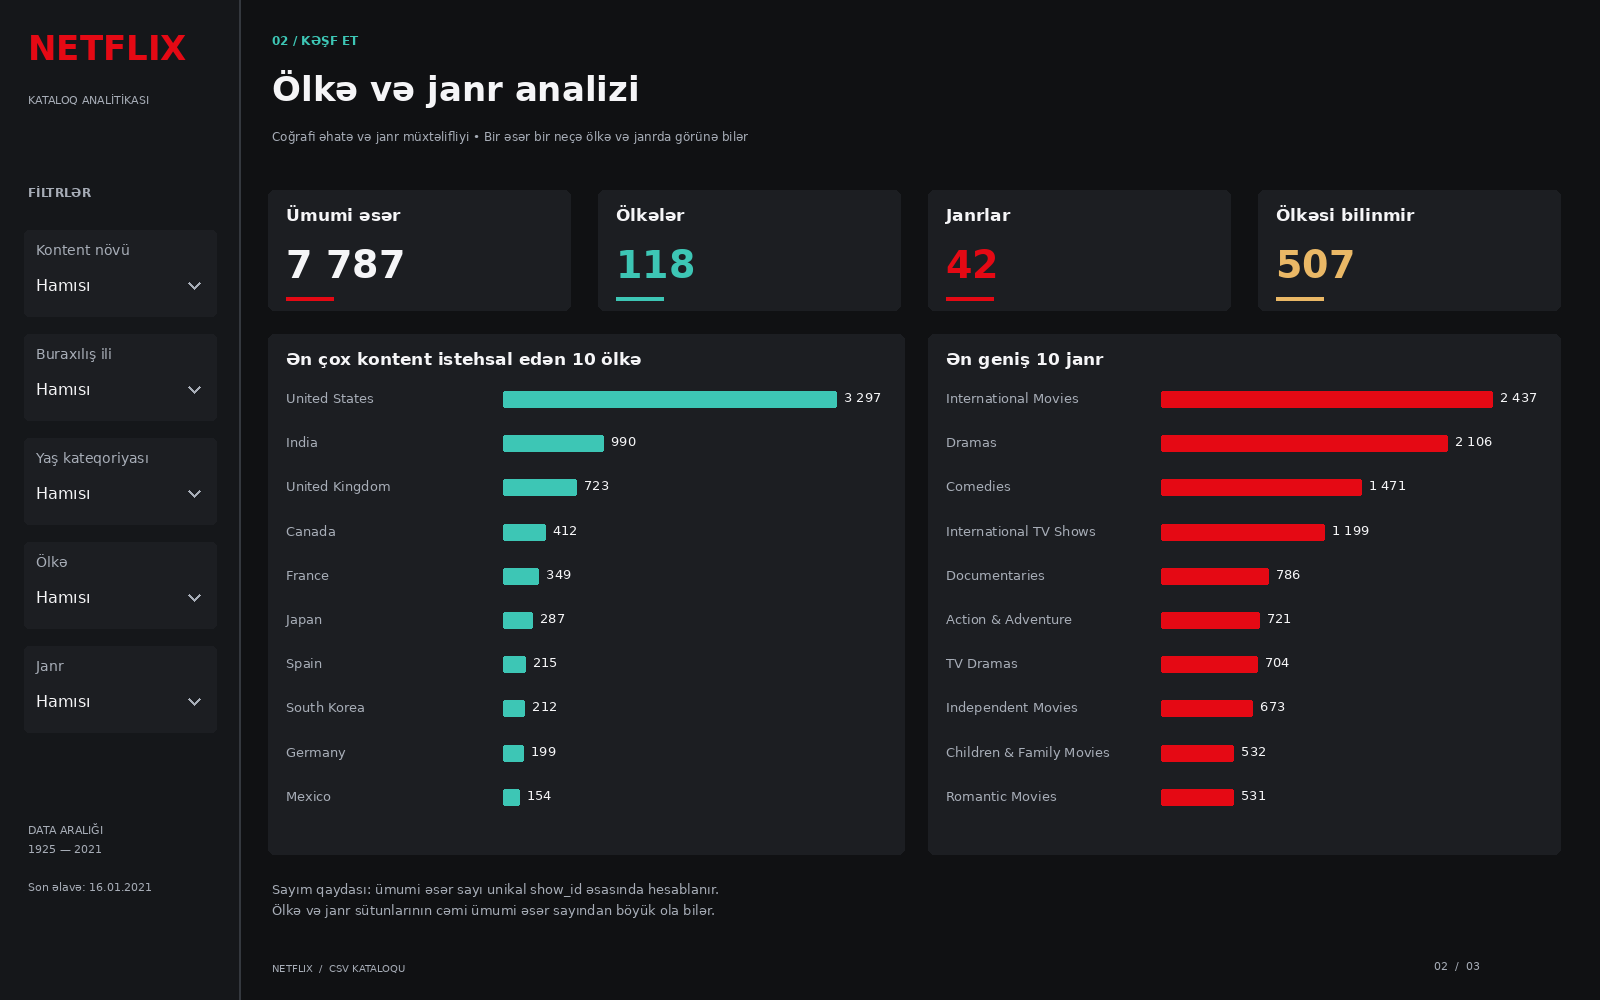 NETFLIX
KATALOQ ANALİTİKASI
FİLTRLƏR
Kontent növü
Hamısı
Buraxılış ili
Hamısı
Yaş kateqoriyası
Hamısı
Ölkə
Hamısı
Janr
Hamısı
DATA ARALIĞI
1925 — 2021
Son əlavə: 16.01.2021
02 / KƏŞF ET
Ölkə və janr analizi
Coğrafi əhatə və janr müxtəlifliyi • Bir əsər bir neçə ölkə və janrda görünə bilər
Ümumi əsər
7 787
Ölkələr
118
Janrlar
42
Ölkəsi bilinmir
507
Ən çox kontent istehsal edən 10 ölkə
United States 3 297
India 990
United Kingdom 723
Canada 412
France 349
Japan 287
Spain 215
South Korea 212
Germany 199
Mexico 154
Ən geniş 10 janr
International Movies 2 437
Dramas 2 106
Comedies 1 471
International TV Shows 1 199
Documentaries 786
Action & Adventure 721
TV Dramas 704
Independent Movies 673
Children & Family Movies 532
Romantic Movies 531
Sayım qaydası: ümumi əsər sayı unikal show_id əsasında hesablanır.
Ölkə və janr sütunlarının cəmi ümumi əsər sayından böyük ola bilər.
NETFLIX / CSV KATALOQU
02 / 03